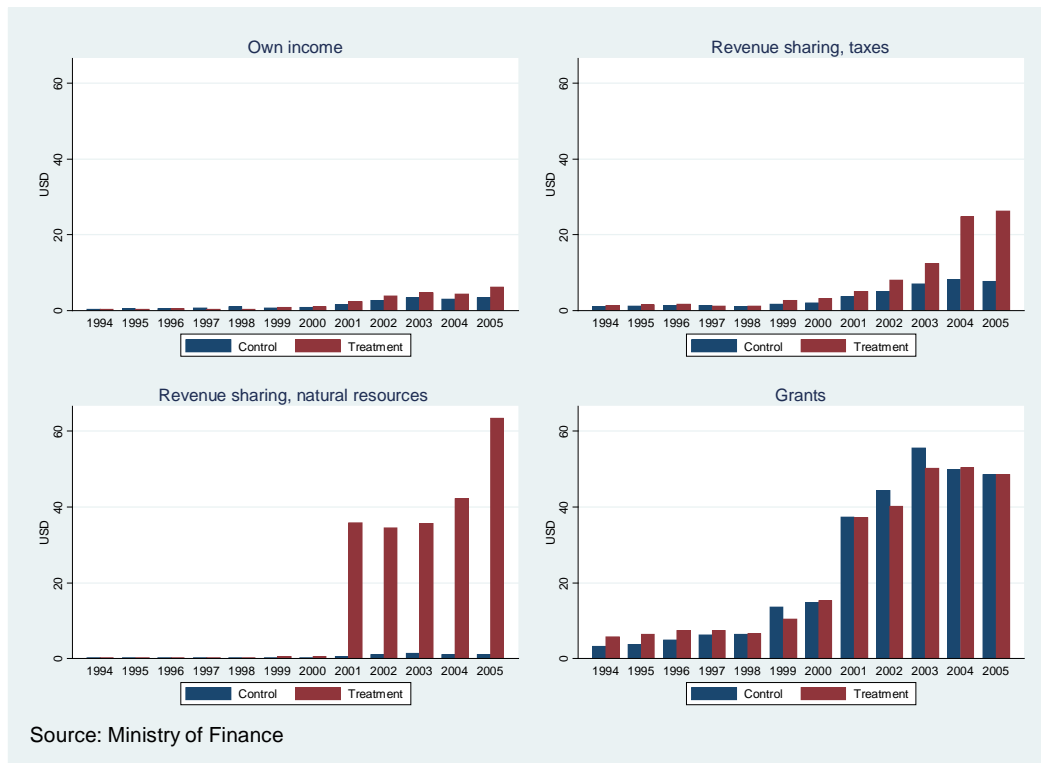 Own income
60
40
20
0
USD
1994 1995 1996 1997 1998 1999 2000 2001 2002 2003 2004 2005
Control Treatment
Revenue sharing, taxes
60
40
20
0
USD
1994 1995 1996 1997 1998 1999 2000 2001 2002 2003 2004 2005
Control Treatment
Revenue sharing, natural resources
60
40
20
0
USD
1994 1995 1996 1997 1998 1999 2000 2001 2002 2003 2004 2005
Control Treatment
Grants
60
40
20
0
USD
1994 1995 1996 1997 1998 1999 2000 2001 2002 2003 2004 2005
Control Treatment
Source: Ministry of Finance